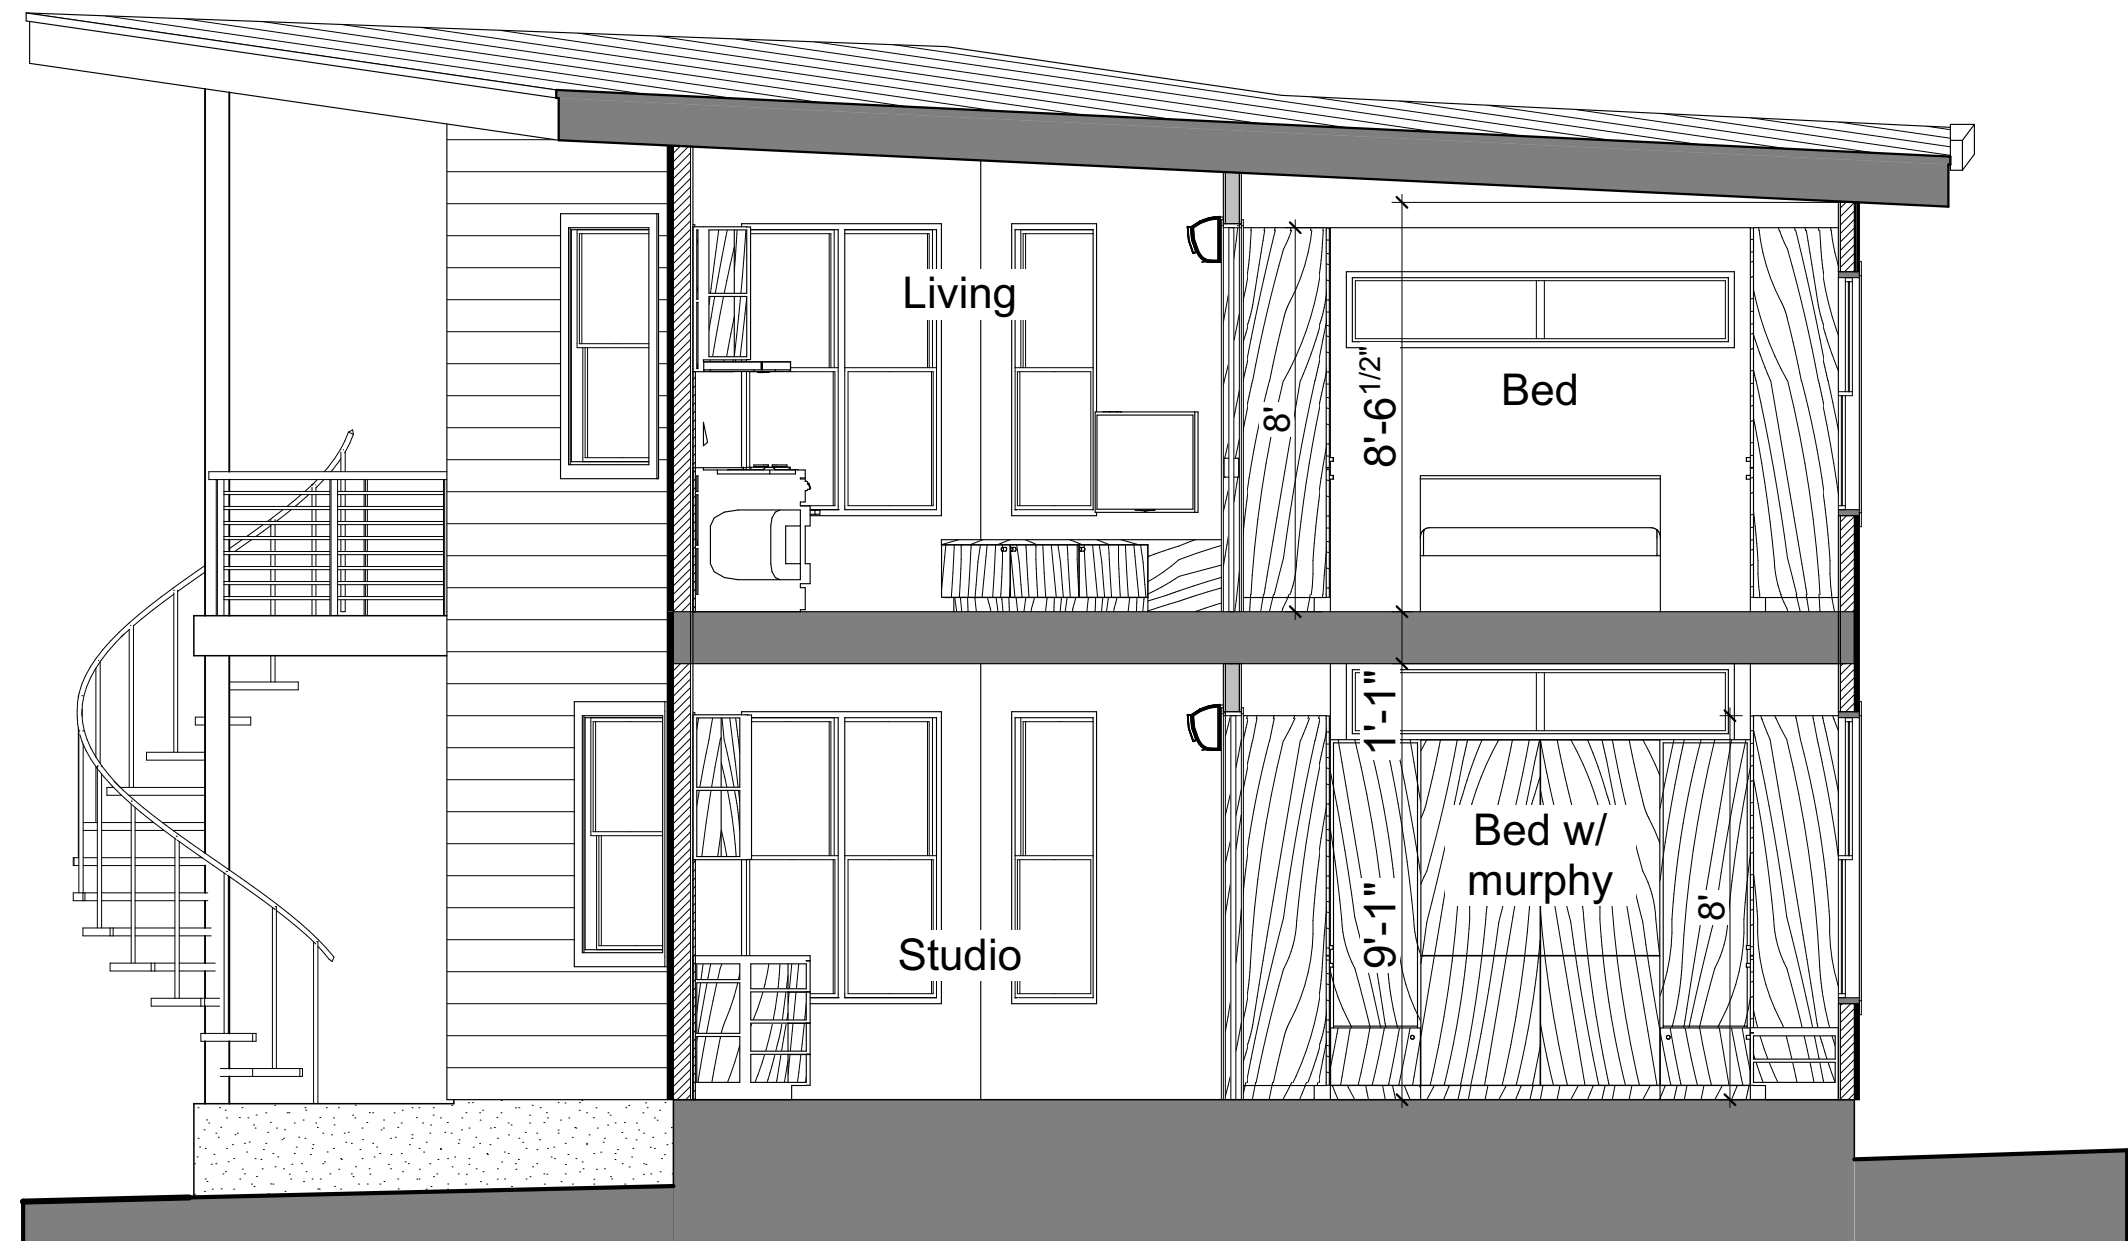 Living
Bed
8'
8'-6 1/2"
1'-1"
Bed w/
murphy
9'-1"
8'
Studio